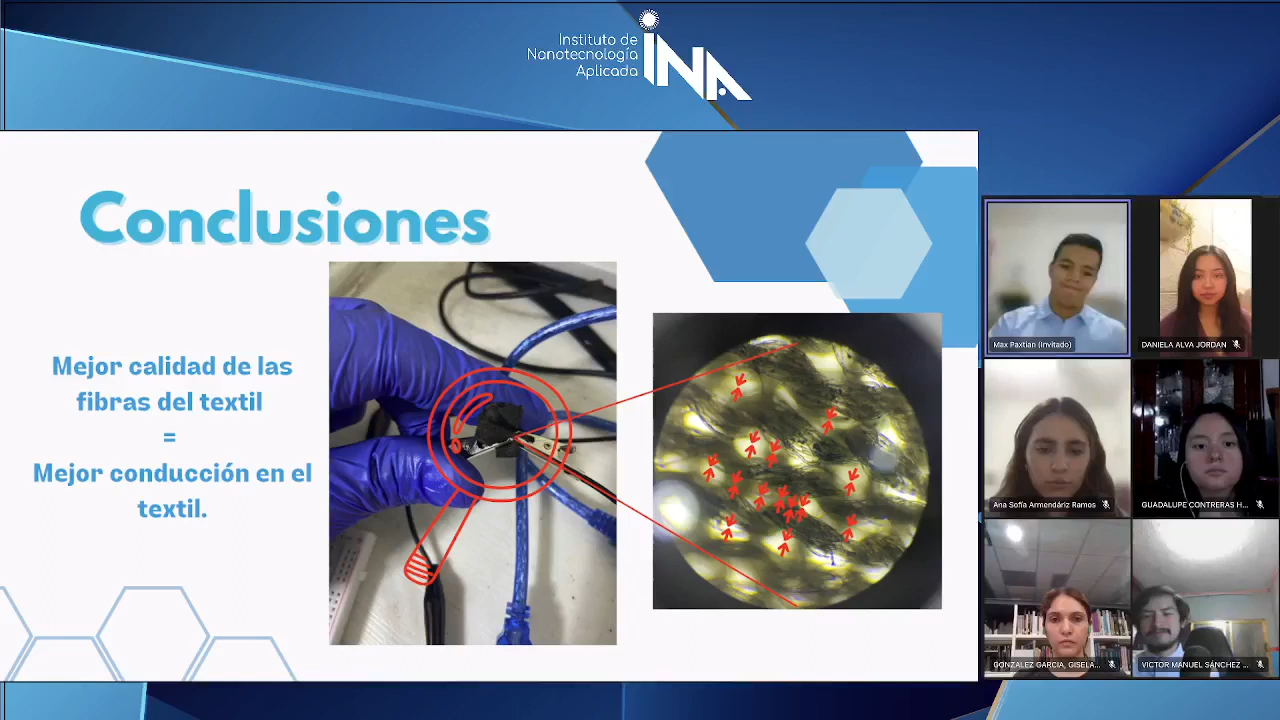 Instituto de
Nanotecnología
Aplicada
iNA
Conclusiones
Mejor calidad de las
fibras del textil
=
Mejor conducción en el
textil.
Max Paxtian (Invitado)
DANIELA ALVA JORDAN
Ana Sofía Armendáriz Ramos
GUADALUPE CONTRERAS H...
GONZALEZ GARCIA, GISELA...
VICTOR MANUEL SÁNCHEZ ...